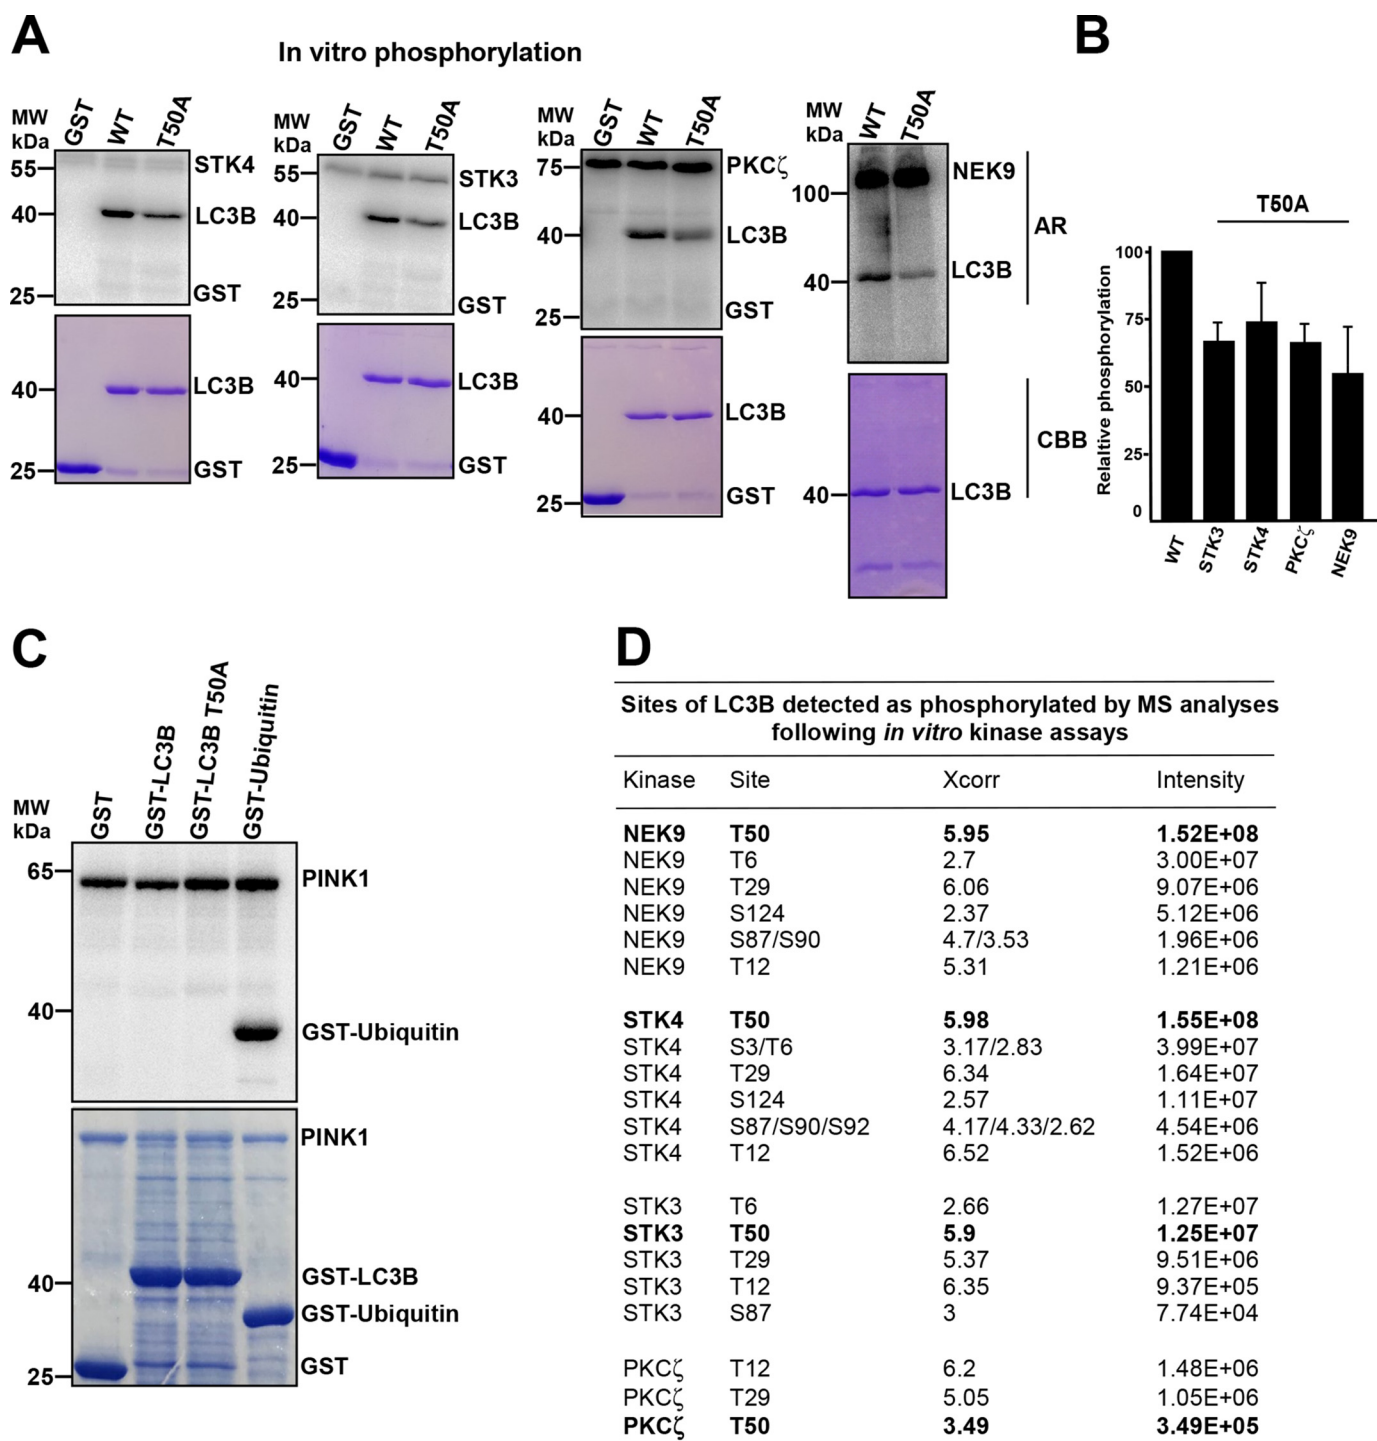 A
In vitro phosphorylation
MW
kDa
GST
WT
T50A
55
STK4
40
LC3B
25
GST
40
LC3B
25
GST
MW
kDa
GST
WT
T50A
55
STK3
40
LC3B
25
GST
40
LC3B
25
GST
MW
kDa
GST
WT
T50A
75
PKCζ
40
LC3B
25
GST
40
LC3B
25
GST
MW
kDa
WT
T50A
100
NEK9
40
LC3B
AR
40
LC3B
CBB
B
T50A
Relaltive phosphorylation
100
75
50
25
0
WT
STK3
STK4
PKCζ
NEK9
C
MW
kDa
GST
GST-LC3B
GST-LC3B T50A
GST-Ubiquitin
65
PINK1
40
GST-Ubiquitin
PINK1
40
GST-LC3B
GST-Ubiquitin
25
GST
D
Sites of LC3B detected as phosphorylated by MS analyses
following in vitro kinase assays
Kinase Site Xcorr Intensity
NEK9 T50 5.95 1.52E+08
NEK9 T6 2.7 3.00E+07
NEK9 T29 6.06 9.07E+06
NEK9 S124 2.37 5.12E+06
NEK9 S87/S90 4.7/3.53 1.96E+06
NEK9 T12 5.31 1.21E+06
STK4 T50 5.98 1.55E+08
STK4 S3/T6 3.17/2.83 3.99E+07
STK4 T29 6.34 1.64E+07
STK4 S124 2.57 1.11E+07
STK4 S87/S90/S92 4.17/4.33/2.62 4.54E+06
STK4 T12 6.52 1.52E+06
STK3 T6 2.66 1.27E+07
STK3 T50 5.9 1.25E+07
STK3 T29 5.37 9.51E+06
STK3 T12 6.35 9.37E+05
STK3 S87 3 7.74E+04
PKCζ T12 6.2 1.48E+06
PKCζ T29 5.05 1.05E+06
PKCζ T50 3.49 3.49E+05